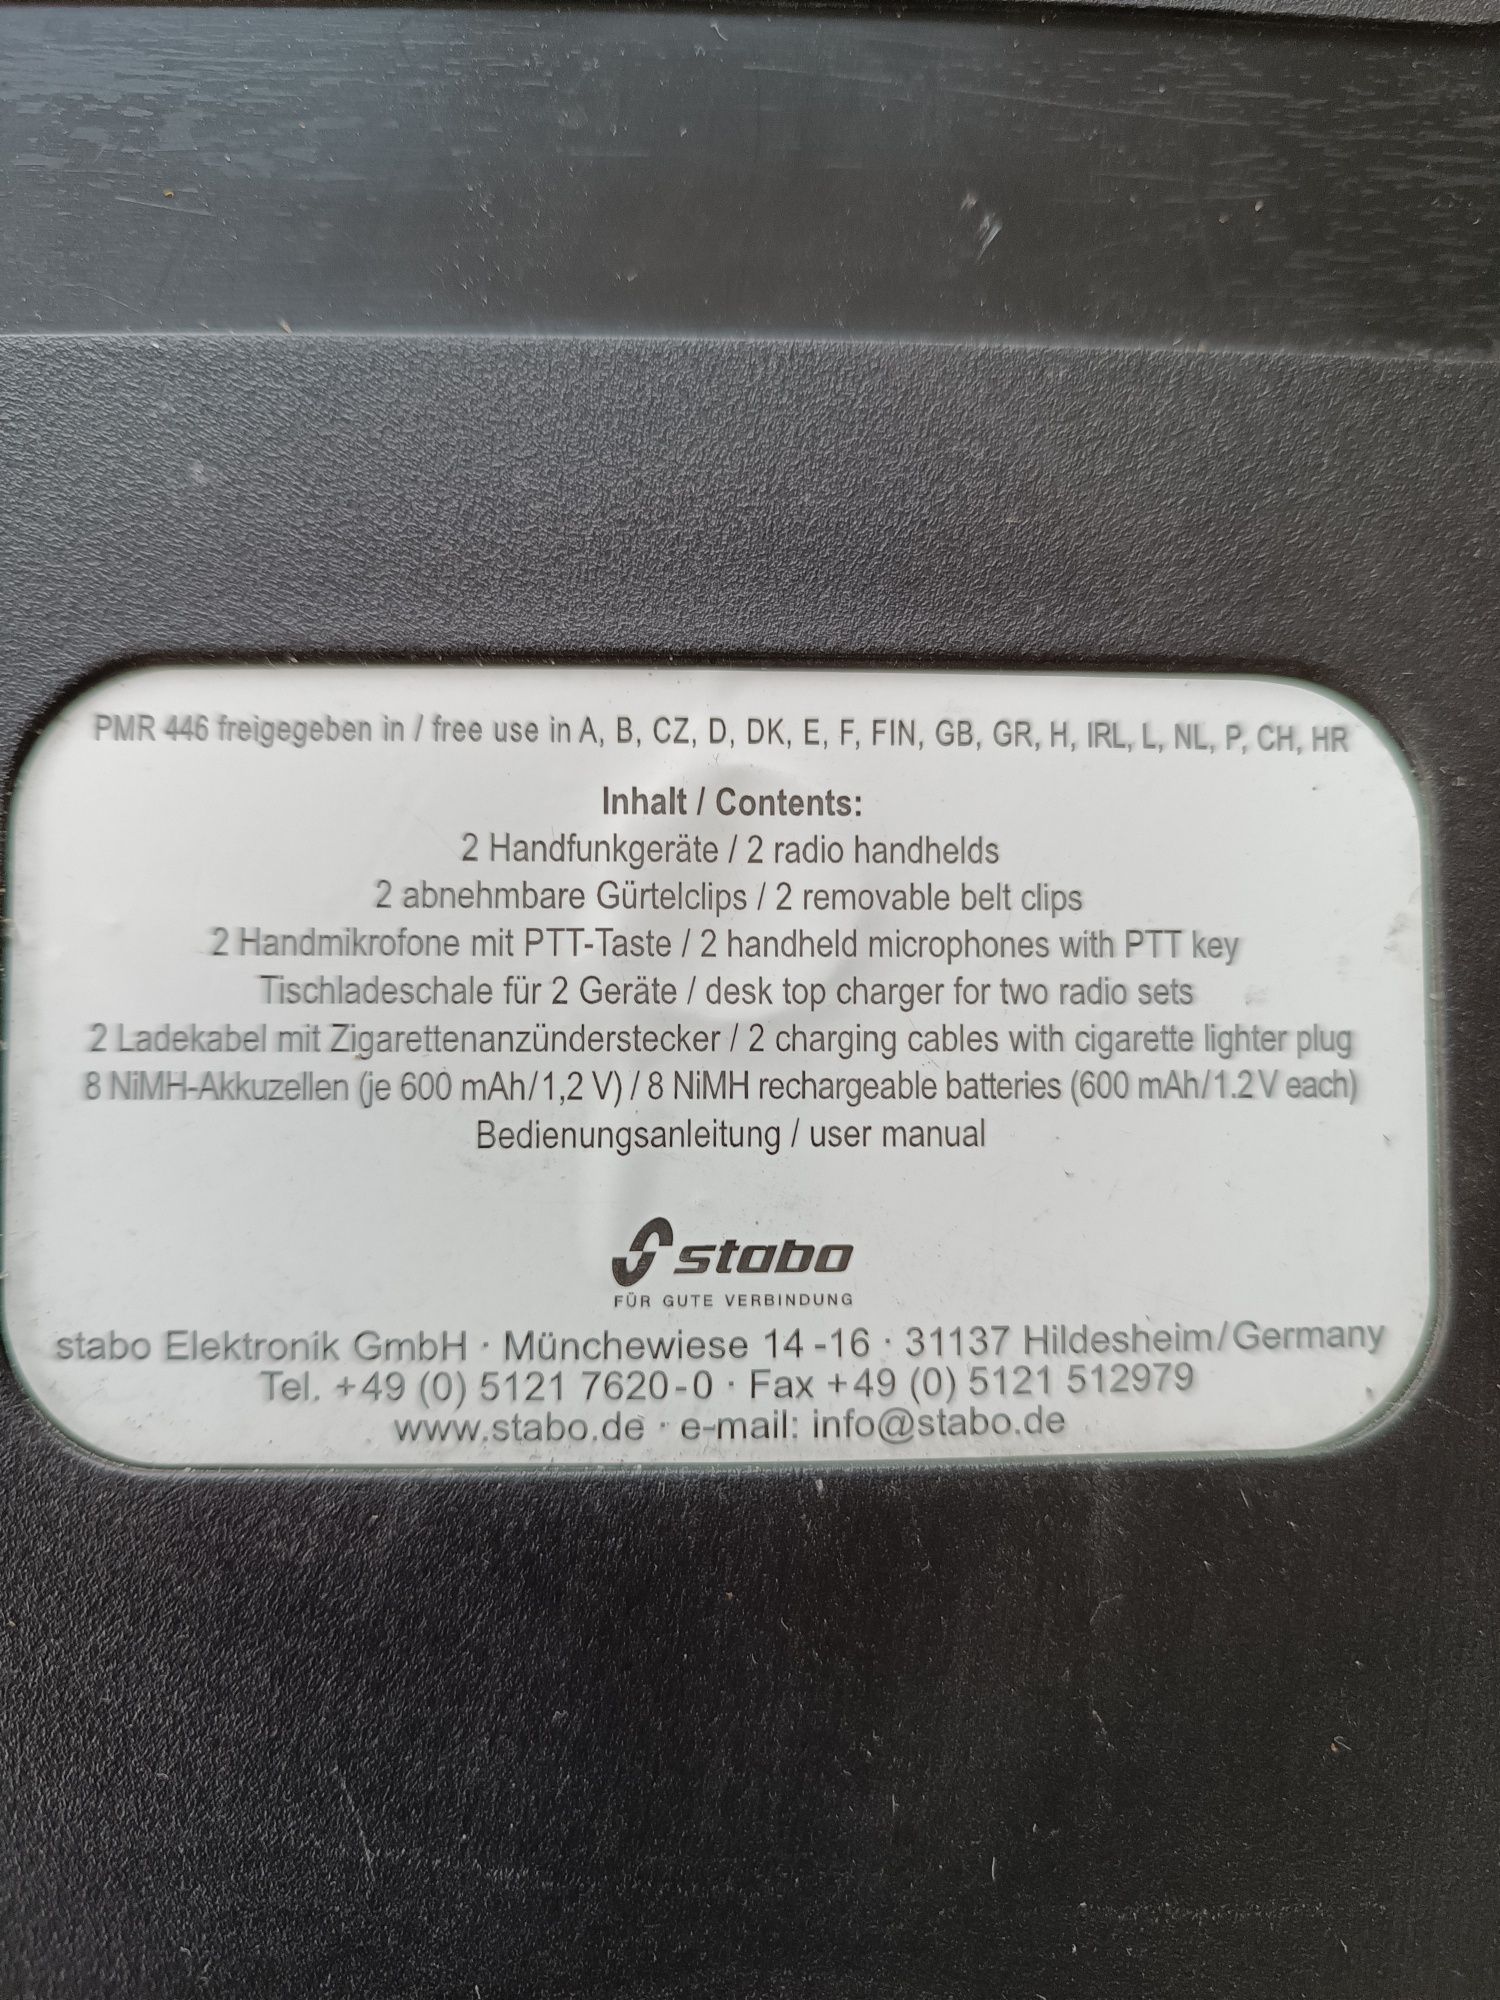 PMR 446 freigegeben in / free use in A, B, CZ, D, DK, E, F, FIN, GB, GR, H, IRL, L, NL, P, CH, HR
Inhalt / Contents:
2 Handfunkgeräte / 2 radio handhelds
2 abnehmbare Gürtelclips / 2 removable belt clips
2 Handmikrofone mit PTT-Taste / 2 handheld microphones with PTT key
Tischladeschale für 2 Geräte / desk top charger for two radio sets
2 Ladekabel mit Zigarettenanzünderstecker / 2 charging cables with cigarette lighter plug
8 NiMH-Akkuzellen (je 600 mAh/1,2 V) / 8 NiMH rechargeable batteries (600 mAh/1.2 V each)
Bedienungsanleitung / user manual
stabo
FÜR GUTE VERBINDUNG
stabo Elektronik GmbH · Münchewiese 14 -16 · 31137 Hildesheim/Germany
Tel. +49 (0) 5121 7620-0 · Fax +49 (0) 5121 512979
www.stabo.de · e-mail: info@stabo.de